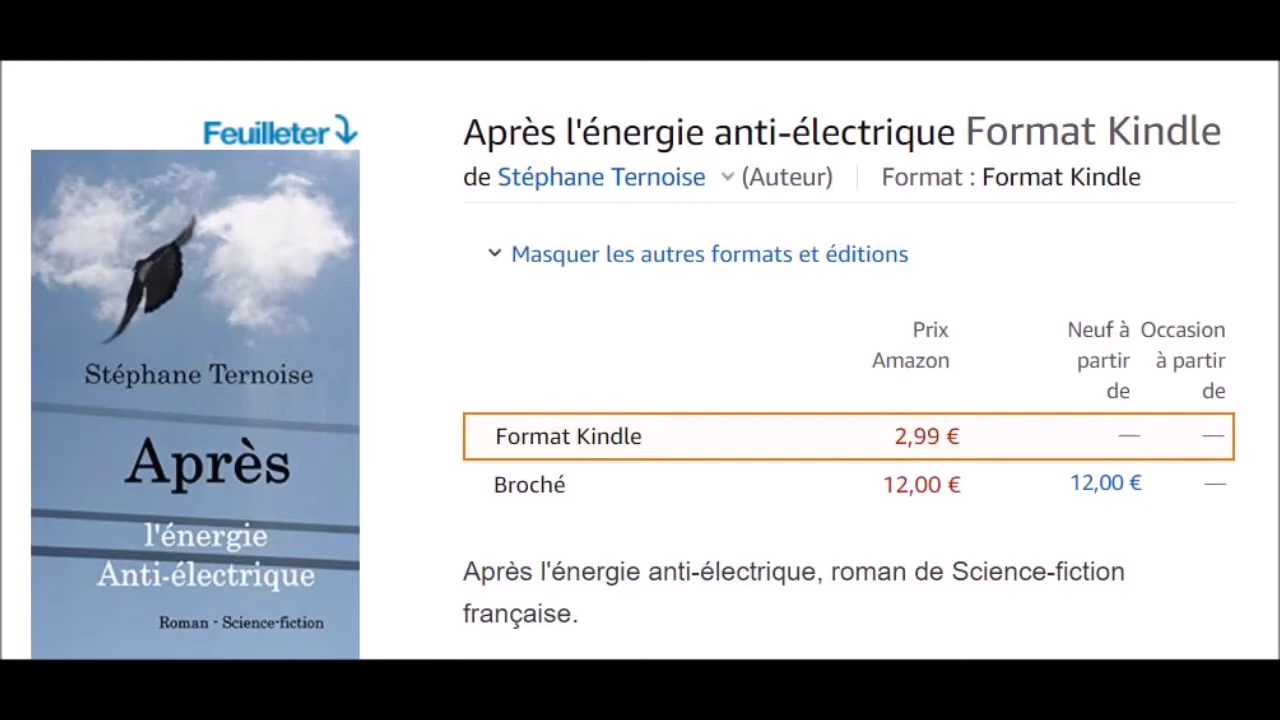 Feuilleter
Stéphane Ternoise
Après
l'énergie
Anti-électrique
Roman - Science-fiction
Après l'énergie anti-électrique Format Kindle
de Stéphane Ternoise (Auteur) Format : Format Kindle
Masquer les autres formats et éditions
Prix Neuf à Occasion
Amazon partir à partir
de de
Format Kindle 2,99 € — —
Broché 12,00 € 12,00 € —
Après l'énergie anti-électrique, roman de Science-fiction
française.